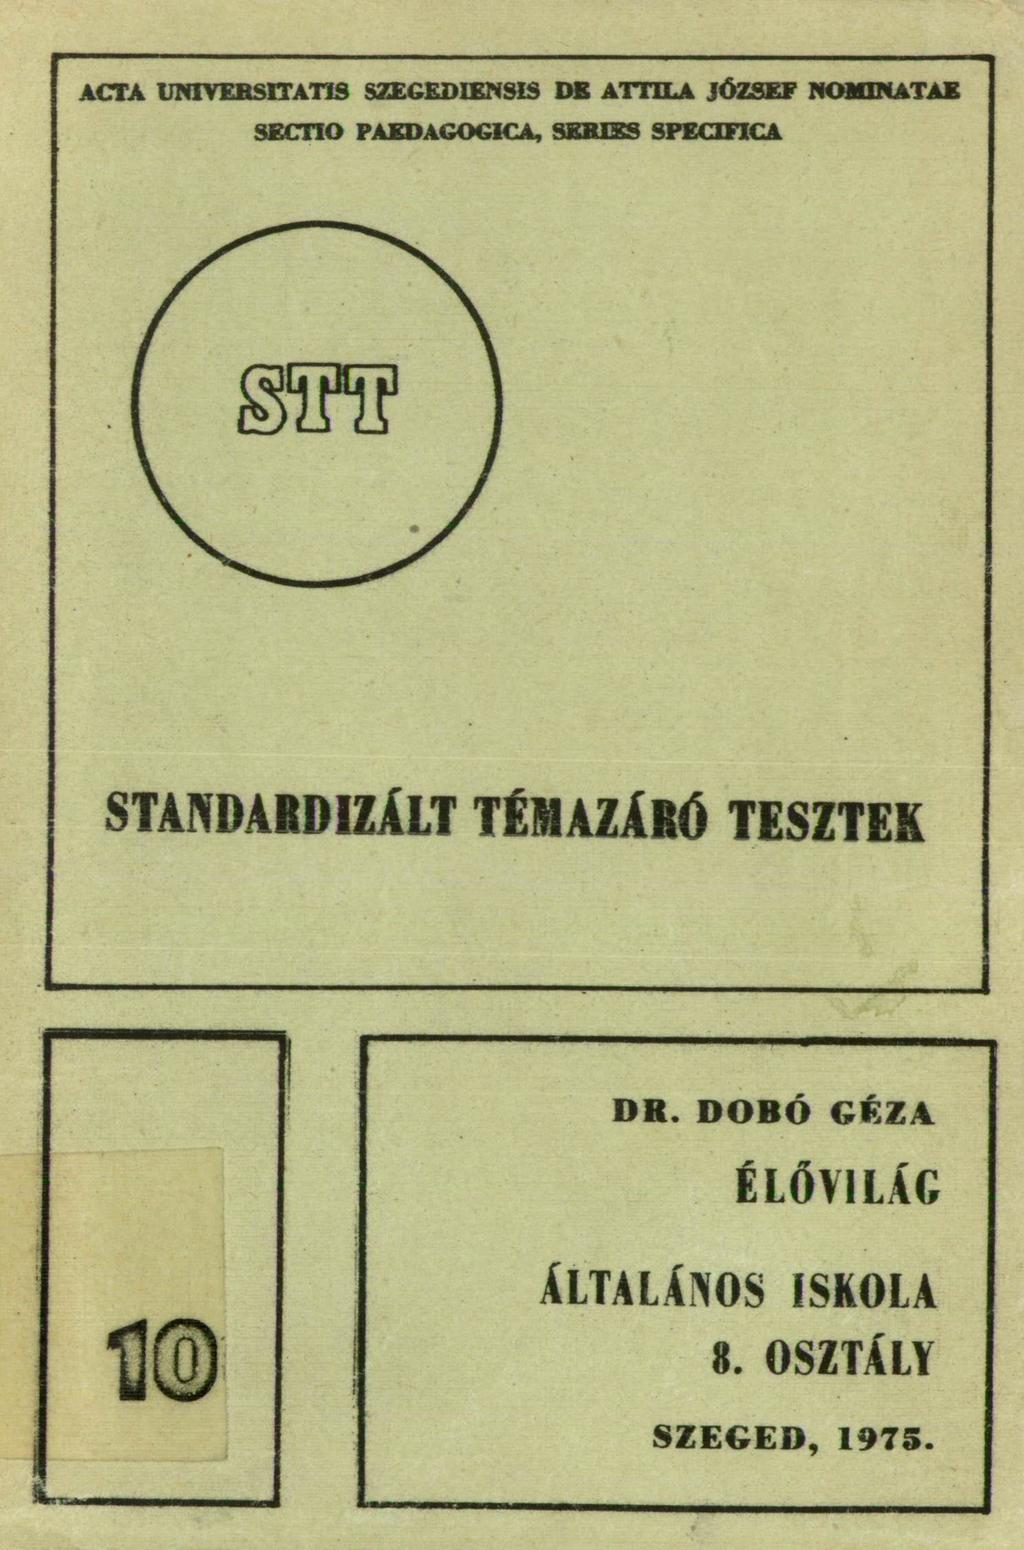 ACTA UNIVERSITATIS SZEGEDIENSIS DE ATTILA JÓZSEF NOMINATAE
SECTIO PAEDAGOGICA, SERIES SPECIFICA
STT
STANDARDIZÁLT TÉMAZÁRÓ TESZTEK
10
DR. DOBÓ GÉZA
ÉLŐVILÁG
ÁLTALÁNOS ISKOLA
8. OSZTÁLY
SZEGED, 1975.